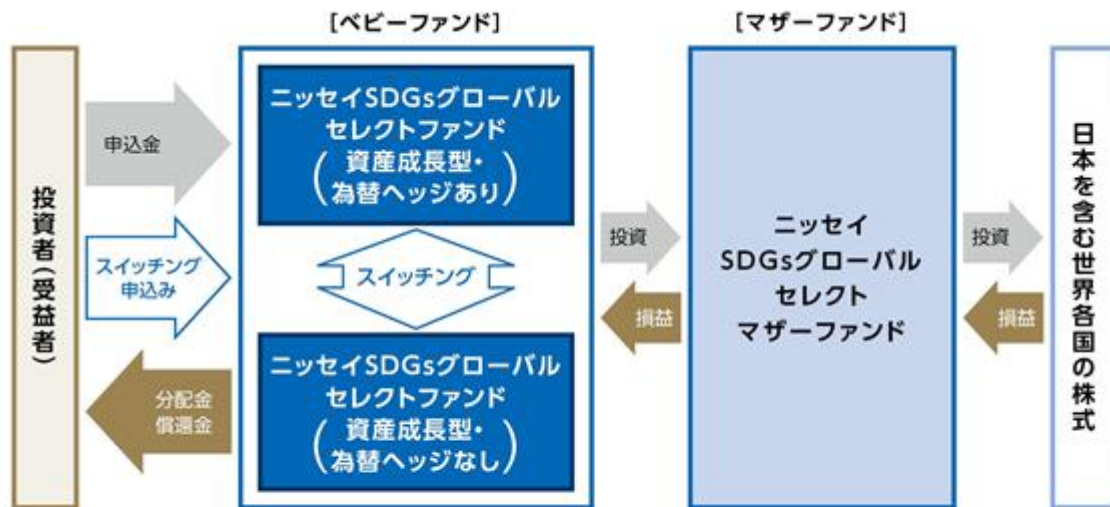 [ベビーファンド]
[マザーファンド]
投資者(受益者)
申込金
スイッチング
申込み
分配金
償還金
ニッセイSDGsグローバル
セレクトファンド
(資産成長型・
為替ヘッジあり)
スイッチング
ニッセイSDGsグローバル
セレクトファンド
(資産成長型・
為替ヘッジなし)
投資
損益
ニッセイ
SDGsグローバル
セレクト
マザーファンド
投資
損益
日本を含む世界各国の株式